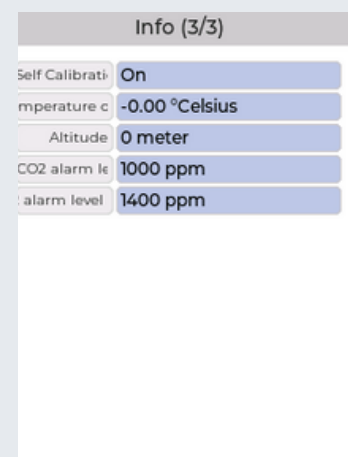 Info (3/3)
Self Calibrati On
mperature c -0.00 °Celsius
Altitude 0 meter
CO2 alarm le 1000 ppm
alarm level 1400 ppm